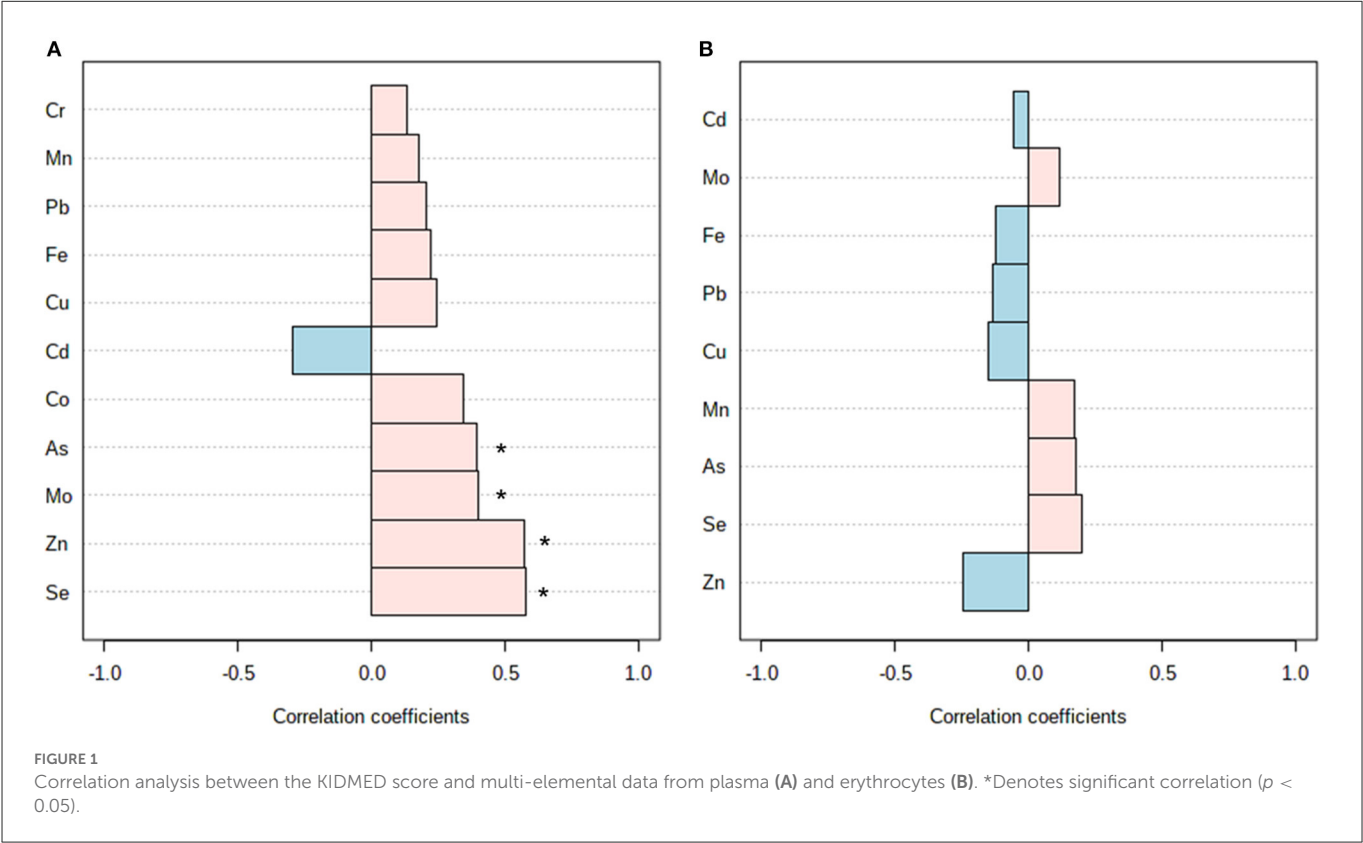 A
Cr
Mn
Pb
Fe
Cu
Cd
Co
As *
Mo *
Zn *
Se *
-1.0 -0.5 0.0 0.5 1.0
Correlation coefficients
B
Cd
Mo
Fe
Pb
Cu
Mn
As
Se
Zn
-1.0 -0.5 0.0 0.5 1.0
Correlation coefficients
FIGURE 1
Correlation analysis between the KIDMED score and multi-elemental data from plasma (A) and erythrocytes (B). *Denotes significant correlation (p <
0.05).